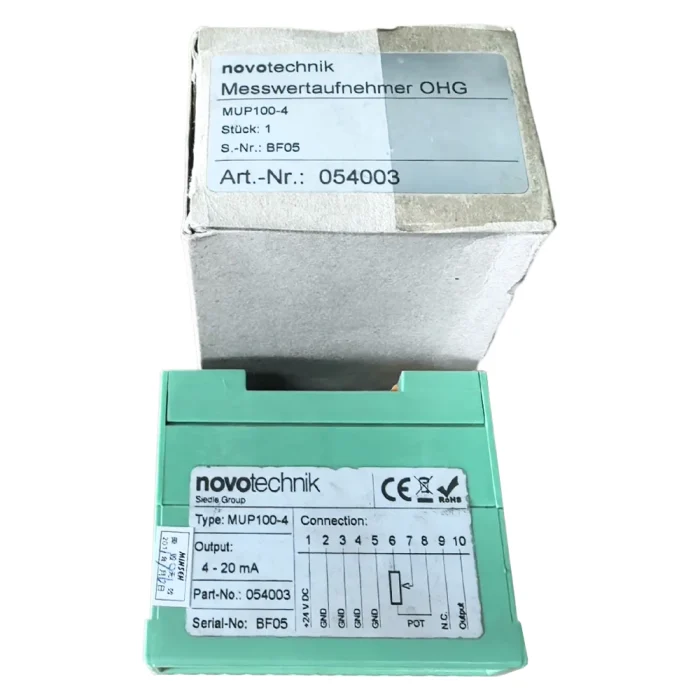 novotechnik
Messwertaufnehmer OHG
MUP100-4
Stück: 1
S.-Nr.: BF05
Art.-Nr.: 054003
novotechnik
Siedle Group
CE
RoHS
Type: MUP100-4
Connection:
1 2 3 4 5 6 7 8 9 10
Output:
4 - 20 mA
Part-No.: 054003
Serial-No: BF05
+24 V DC
GND
GND
GND
GND
POT
N.C.
Output
MINSEN